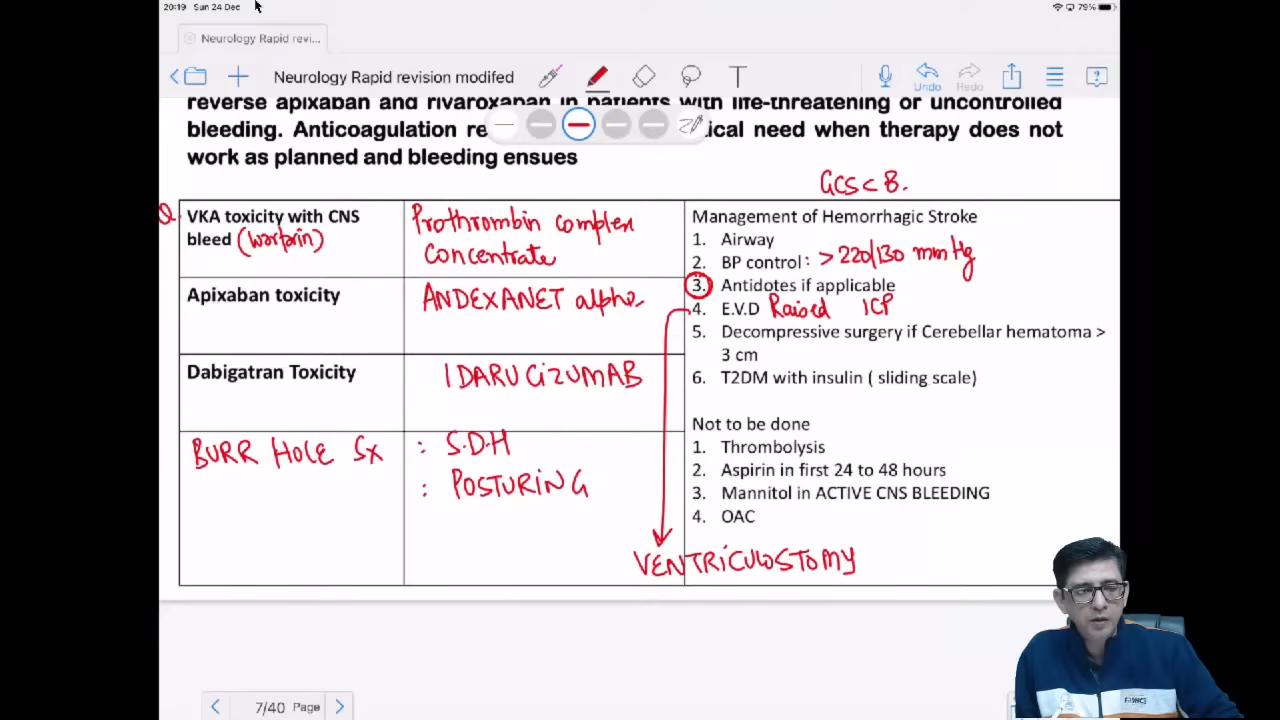 20:19 Sun 24 Dec
79%
Neurology Rapid revi...
Neurology Rapid revision modifed
T
Undo
Redo
reverse apixaban and rivaroxaban in patients with life-threatening or uncontrolled
bleeding. Anticoagulation re ical need when therapy does not
work as planned and bleeding ensues
GCS < 8.
Q. VKA toxicity with CNS
bleed (warfarin)
Prothrombin complex
concentrate
Apixaban toxicity
ANDEXANET alpha
Dabigatran Toxicity
IDARUCIZUMAB
BURR HOLE Sx
: S.D.H
: POSTURING
Management of Hemorrhagic Stroke
1. Airway
2. BP control : > 220/130 mmHg
3. Antidotes if applicable
4. E.V.D Raised ICP
5. Decompressive surgery if Cerebellar hematoma >
3 cm
6. T2DM with insulin ( sliding scale)
Not to be done
1. Thrombolysis
2. Aspirin in first 24 to 48 hours
3. Mannitol in ACTIVE CNS BLEEDING
4. OAC
VENTRICULOSTOMY
7/40 Page